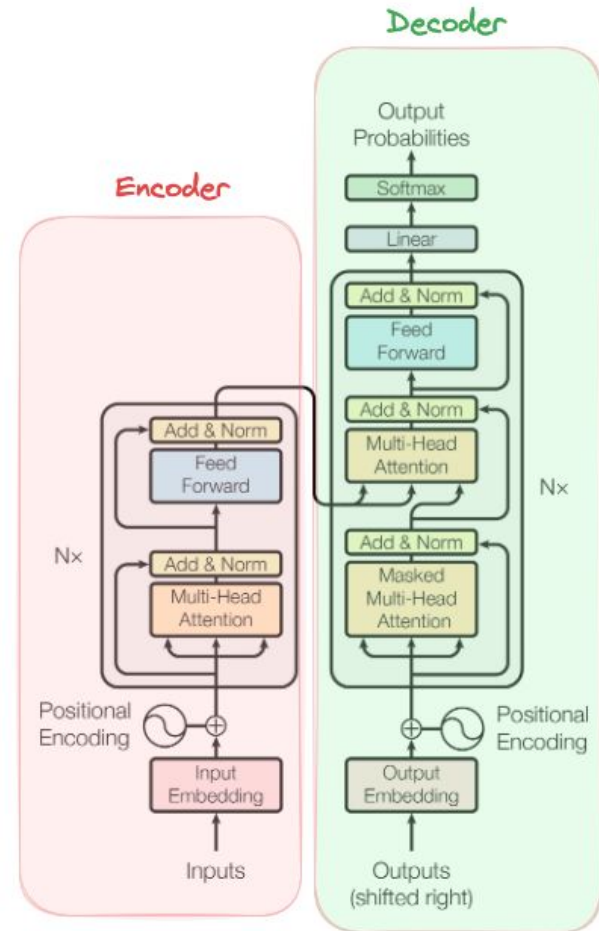 Decoder
Output
Probabilities
Softmax
Linear
Add & Norm
Feed
Forward
Add & Norm
Multi-Head
Attention
Nx
Add & Norm
Masked
Multi-Head
Attention
Positional
Encoding
Output
Embedding
Outputs
(shifted right)
Encoder
Add & Norm
Feed
Forward
Nx
Add & Norm
Multi-Head
Attention
Positional
Encoding
Input
Embedding
Inputs